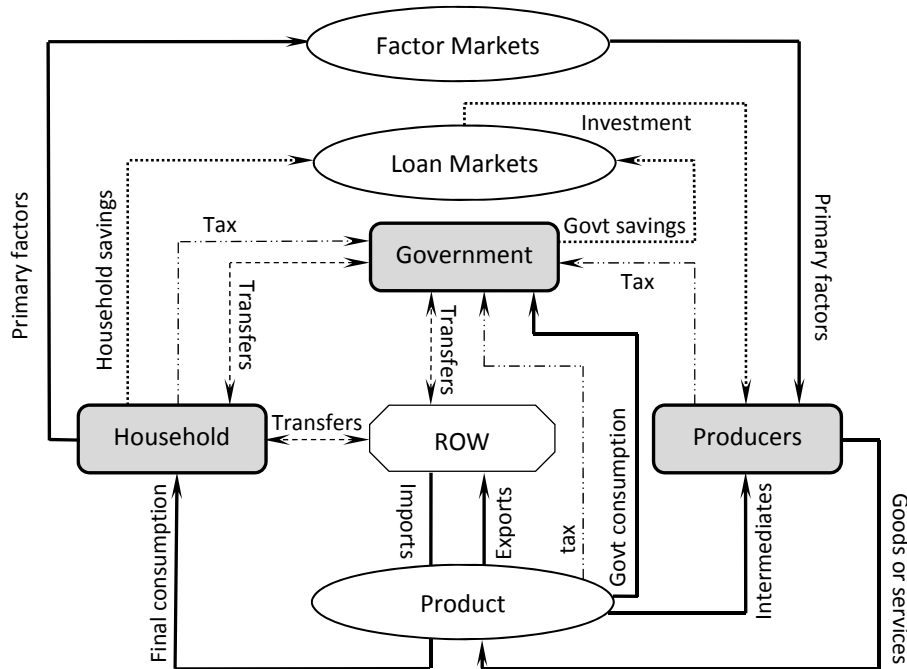 Factor Markets
Investment
Loan Markets
Primary factors
Household savings
Tax
Govt savings
Primary factors
Government
Tax
Transfers
Transfers
Household
Transfers
ROW
Producers
Final consumption
Imports
Exports
tax
Govt consumption
Intermediates
Goods or services
Product